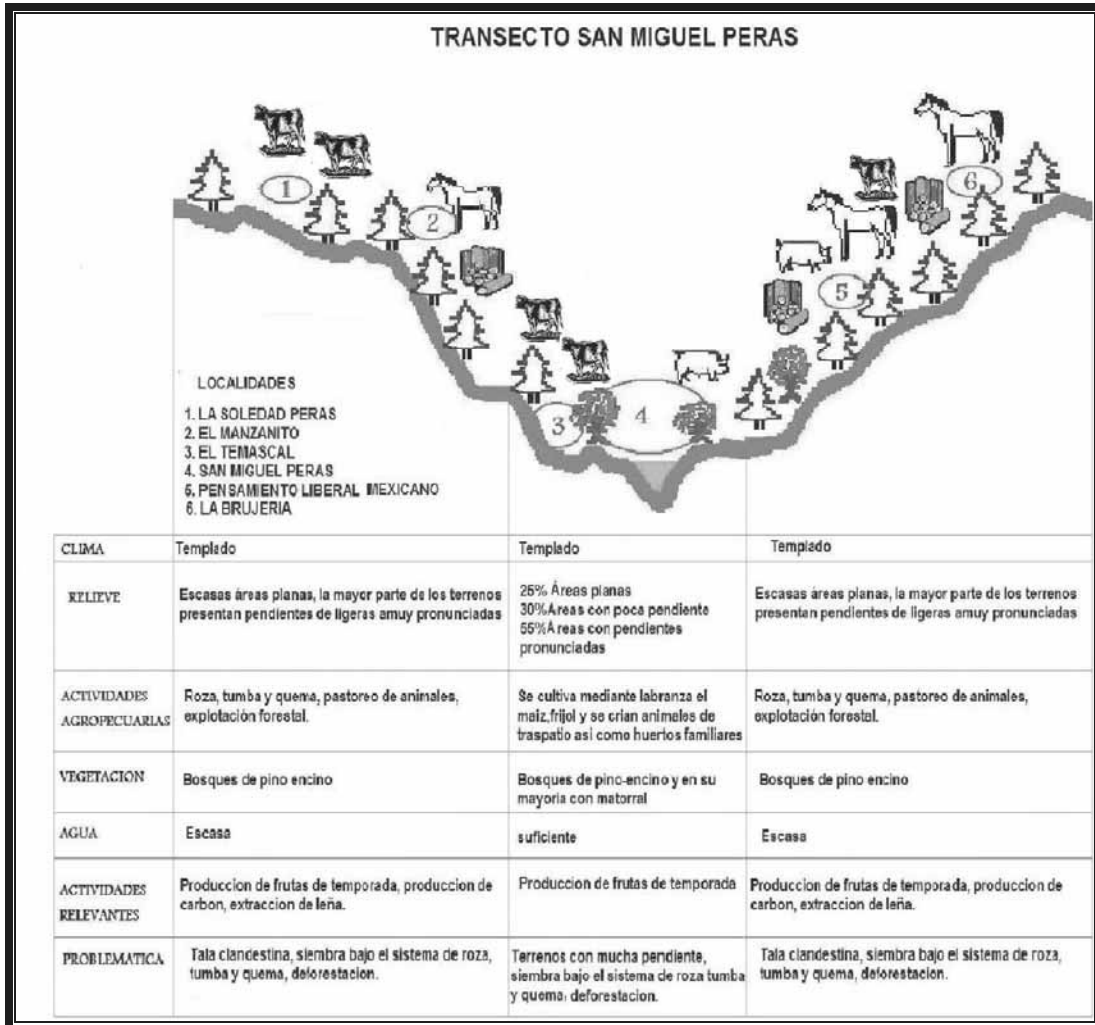 TRANSECTO SAN MIGUEL PERAS
1
2
3
4
5
6
LOCALIDADES
1. LA SOLEDAD PERAS
2. EL MANZANITO
3. EL TEMASCAL
4. SAN MIGUEL PERAS
5. PENSAMIENTO LIBERAL MEXICANO
6. LA BRUJERIA
CLIMA
Templado
Templado
Templado
RELIEVE
Escasas áreas planas, la mayor parte de los terrenos
presentan pendientes de ligeras amuy pronunciadas
25% Áreas planas
30%Áreas con poca pendiente
55%Áreas con pendientes
pronunciadas
Escasas áreas planas, la mayor parte de los terrenos
presentan pendientes de ligeras amuy pronunciadas
ACTIVIDADES
AGROPECUARIAS
Roza, tumba y quema, pastoreo de animales,
explotación forestal.
Se cultiva mediante labranza el
maiz,frijol y se crian animales de
traspatio asi como huertos familiares
Roza, tumba y quema, pastoreo de animales,
explotación forestal.
VEGETACION
Bosques de pino encino
Bosques de pino-encino y en su
mayoria con matorral
Bosques de pino encino
AGUA
Escasa
suficiente
Escasa
ACTIVIDADES
RELEVANTES
Produccion de frutas de temporada, produccion de
carbon, extraccion de leña.
Produccion de frutas de temporada
Produccion de frutas de temporada, produccion de
carbon, extraccion de leña.
PROBLEMATICA
Tala clandestina, siembra bajo el sistema de roza,
tumba y quema, deforestacion.
Terrenos con mucha pendiente,
siembra bajo el sistema de roza tumba
y quema, deforestacion.
Tala clandestina, siembra bajo el sistema de roza,
tumba y quema, deforestacion.